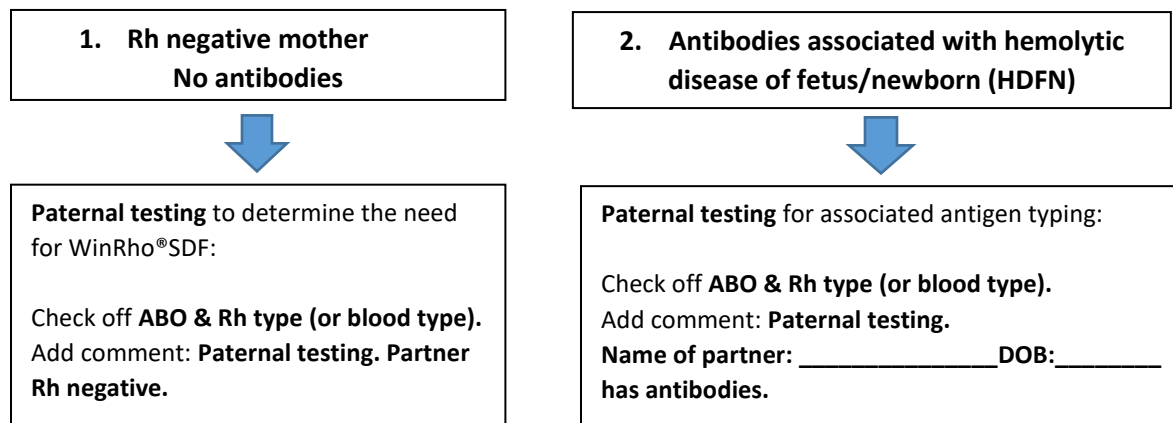 1. Rh negative mother
No antibodies
Paternal testing to determine the need
for WinRho®SDF:
Check off ABO & Rh type (or blood type).
Add comment: Paternal testing. Partner
Rh negative.
2. Antibodies associated with hemolytic
disease of fetus/newborn (HDFN)
Paternal testing for associated antigen typing:
Check off ABO & Rh type (or blood type).
Add comment: Paternal testing.
Name of partner: _______________DOB:________
has antibodies.